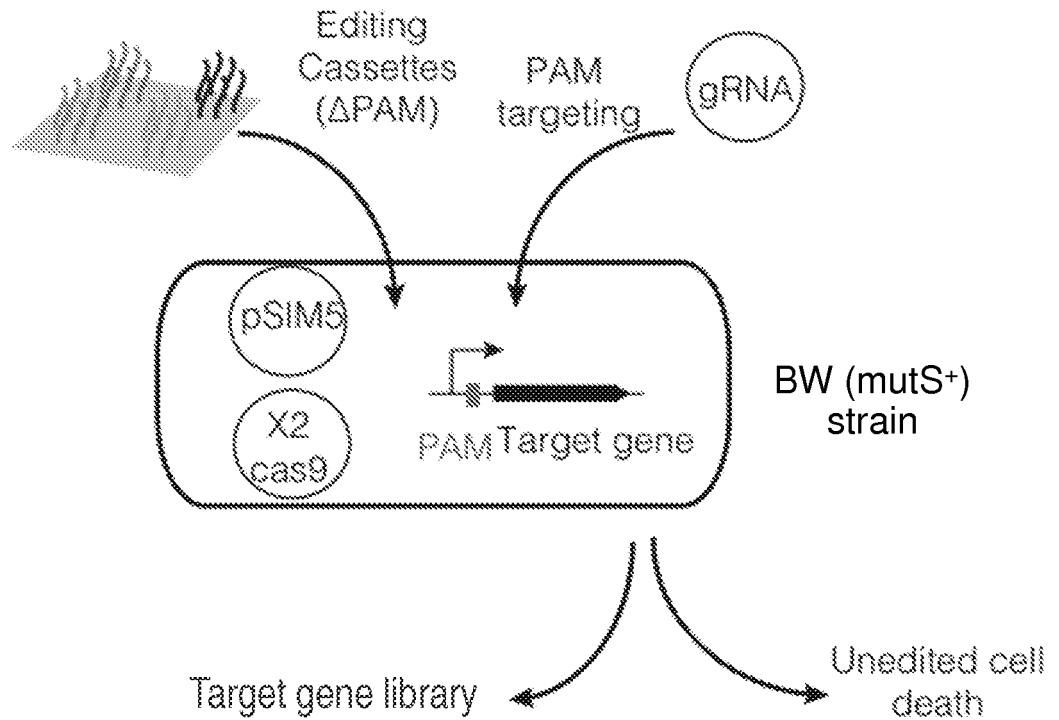 Editing
Cassettes
(ΔPAM)
PAM
targeting
gRNA
pSIM5
X2
cas9
PAM Target gene
BW (mutS⁺)
strain
Target gene library
Unedited cell
death